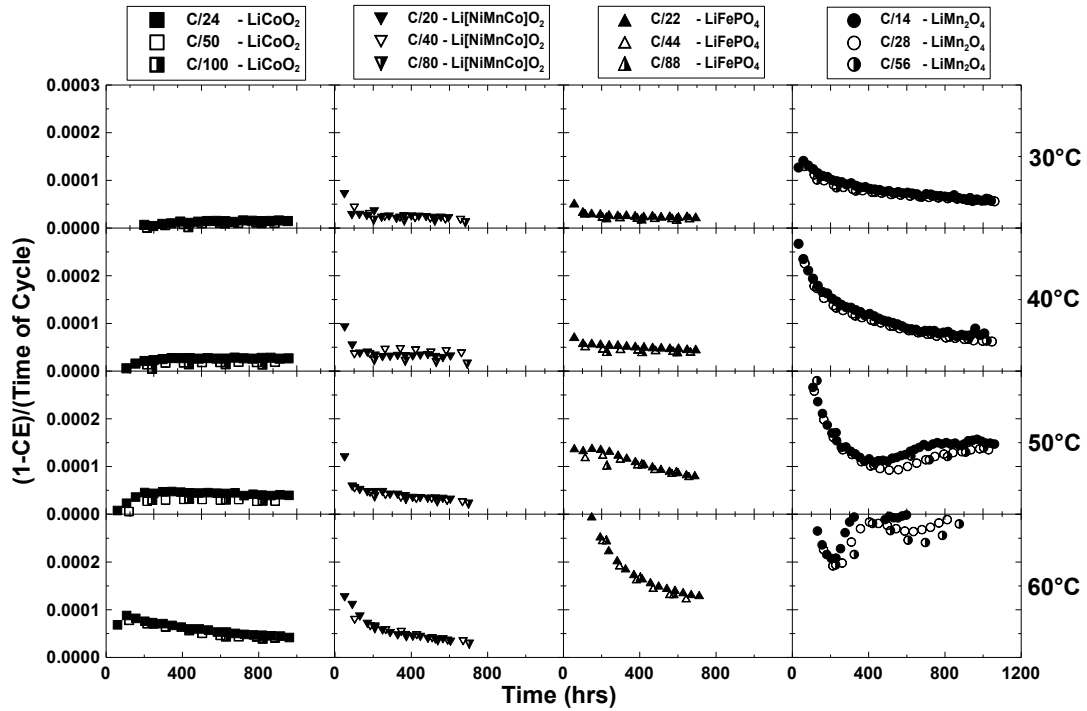 C/24 - LiCoO₂
C/50 - LiCoO₂
C/100 - LiCoO₂
C/20 - Li[NiMnCo]O₂
C/40 - Li[NiMnCo]O₂
C/80 - Li[NiMnCo]O₂
C/22 - LiFePO₄
C/44 - LiFePO₄
C/88 - LiFePO₄
C/14 - LiMn₂O₄
C/28 - LiMn₂O₄
C/56 - LiMn₂O₄
(1-CE)/(Time of Cycle)
0.0003
0.0002
0.0001
0.0000
30°C
0.0002
0.0001
0.0000
40°C
0.0002
0.0001
0.0000
50°C
0.0002
0.0001
0.0000
60°C
0 400 800 0 400 800 0 400 800 0 400 800 1200
Time (hrs)